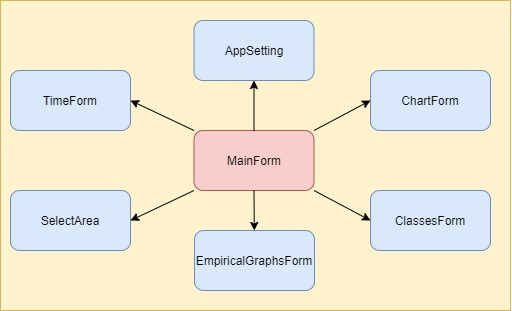 AppSetting
TimeForm
ChartForm
MainForm
SelectArea
ClassesForm
EmpiricalGraphsForm